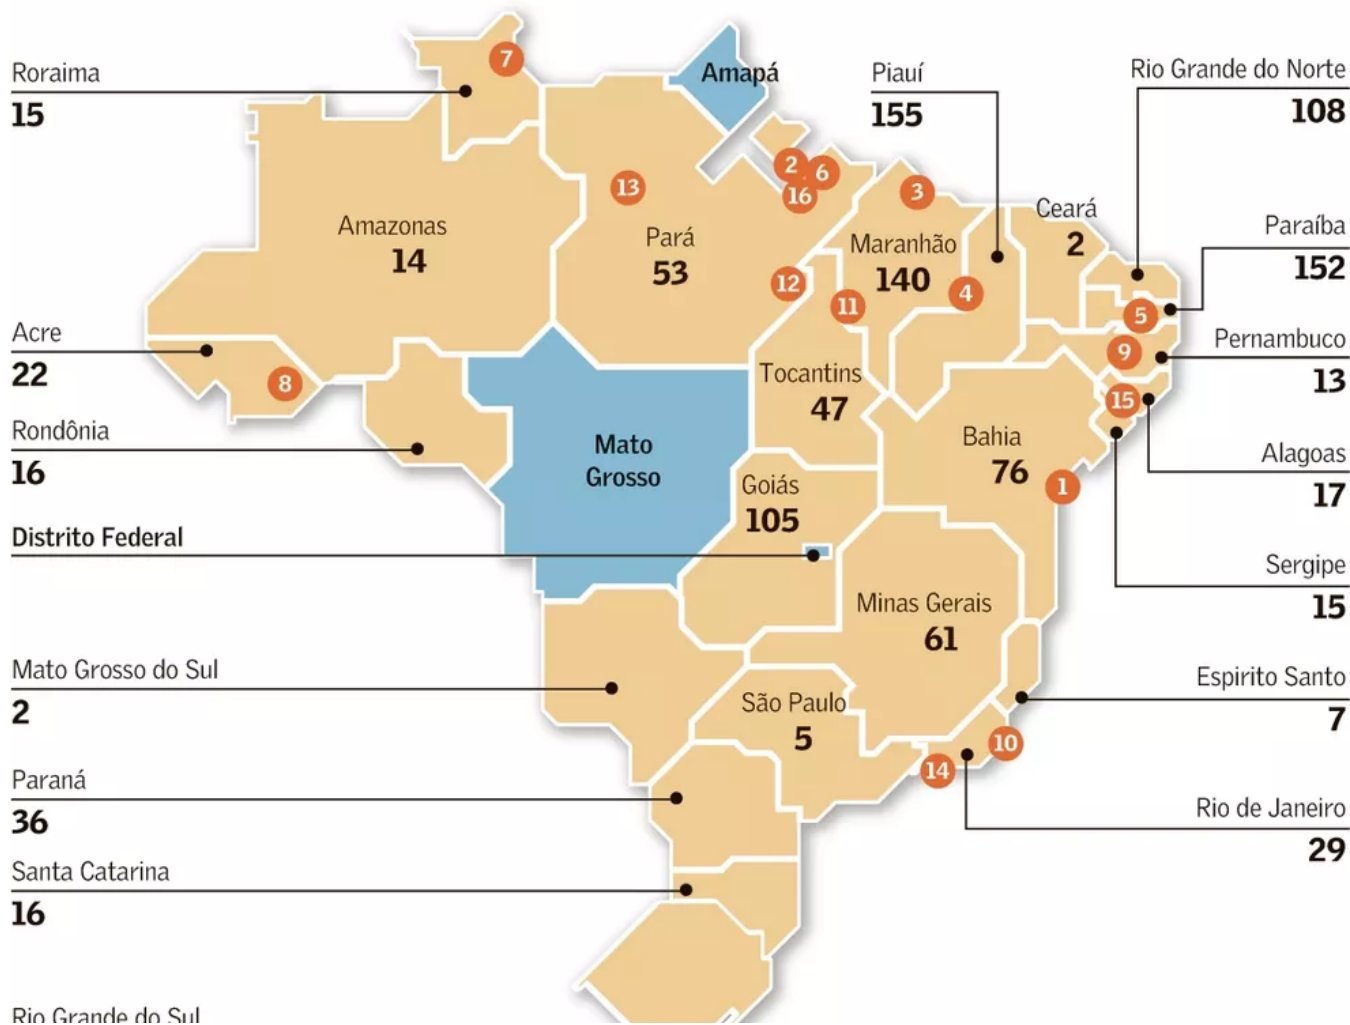 Roraima
15
7
Amapá
Piauí
155
Rio Grande do Norte
108
2
6
16
13
3
Amazonas
14
Pará
53
Maranhão
140
Ceará
2
Paraíba
152
12
11
4
5
Acre
22
8
Pernambuco
13
9
Tocantins
47
15
Rondônia
16
Mato
Grosso
Bahia
76
Alagoas
17
Goiás
105
1
Distrito Federal
Sergipe
15
Minas Gerais
61
Mato Grosso do Sul
2
São Paulo
5
Espirito Santo
7
10
14
Paraná
36
Rio de Janeiro
29
Santa Catarina
16
Rio Grande do Sul